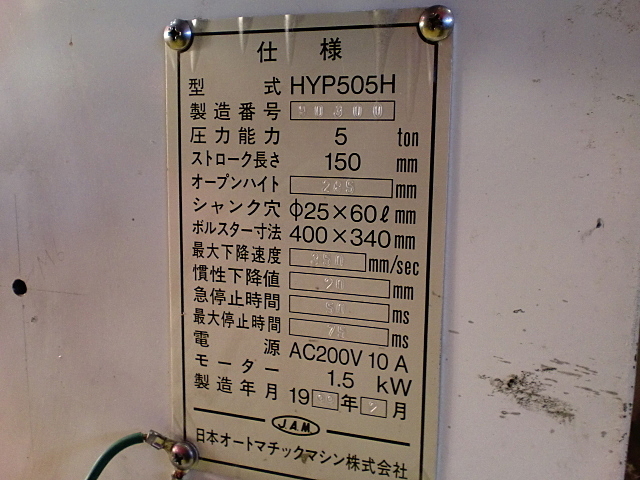 仕 様
型 式 HYP505H
製造番号
圧力能力 5 ton
ストローク長さ 150 mm
オープンハイト mm
シャンク穴 φ25×60ℓ mm
ボルスター寸法 400×340 mm
最大下降速度 350 mm/sec
慣性下降値 mm
急停止時間 ms
最大停止時間 75 ms
電 源 AC200V 10 A
モーター 1.5 kW
製造年月 19 年 月
J.A.M
日本オートマチックマシン株式会社